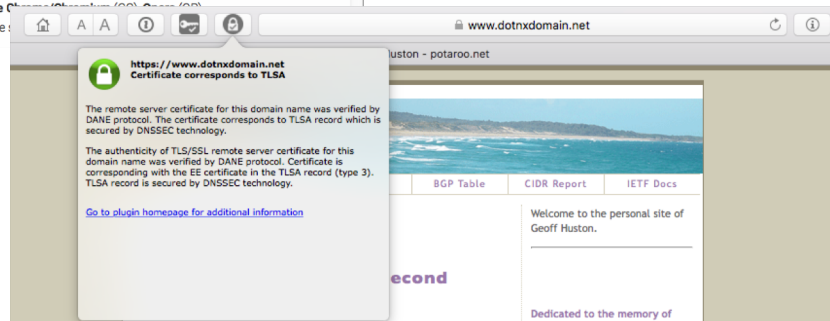 Chrome/Chromium (GC), Opera (OP)
A A
www.dotnxdomain.net
uston - potaroo.net
https://www.dotnxdomain.net
Certificate corresponds to TLSA
The remote server certificate for this domain name was verified by
DANE protocol. The certificate corresponds to TLSA record which is
secured by DNSSEC technology.
The authenticity of TLS/SSL remote server certificate for this
domain name was verified by DANE protocol. Certificate is
corresponding with the EE certificate in the TLSA record (type 3).
TLSA record is secured by DNSSEC technology.
Go to plugin homepage for additional information
BGP Table
CIDR Report
IETF Docs
Welcome to the personal site of
Geoff Huston.
econd
Dedicated to the memory of